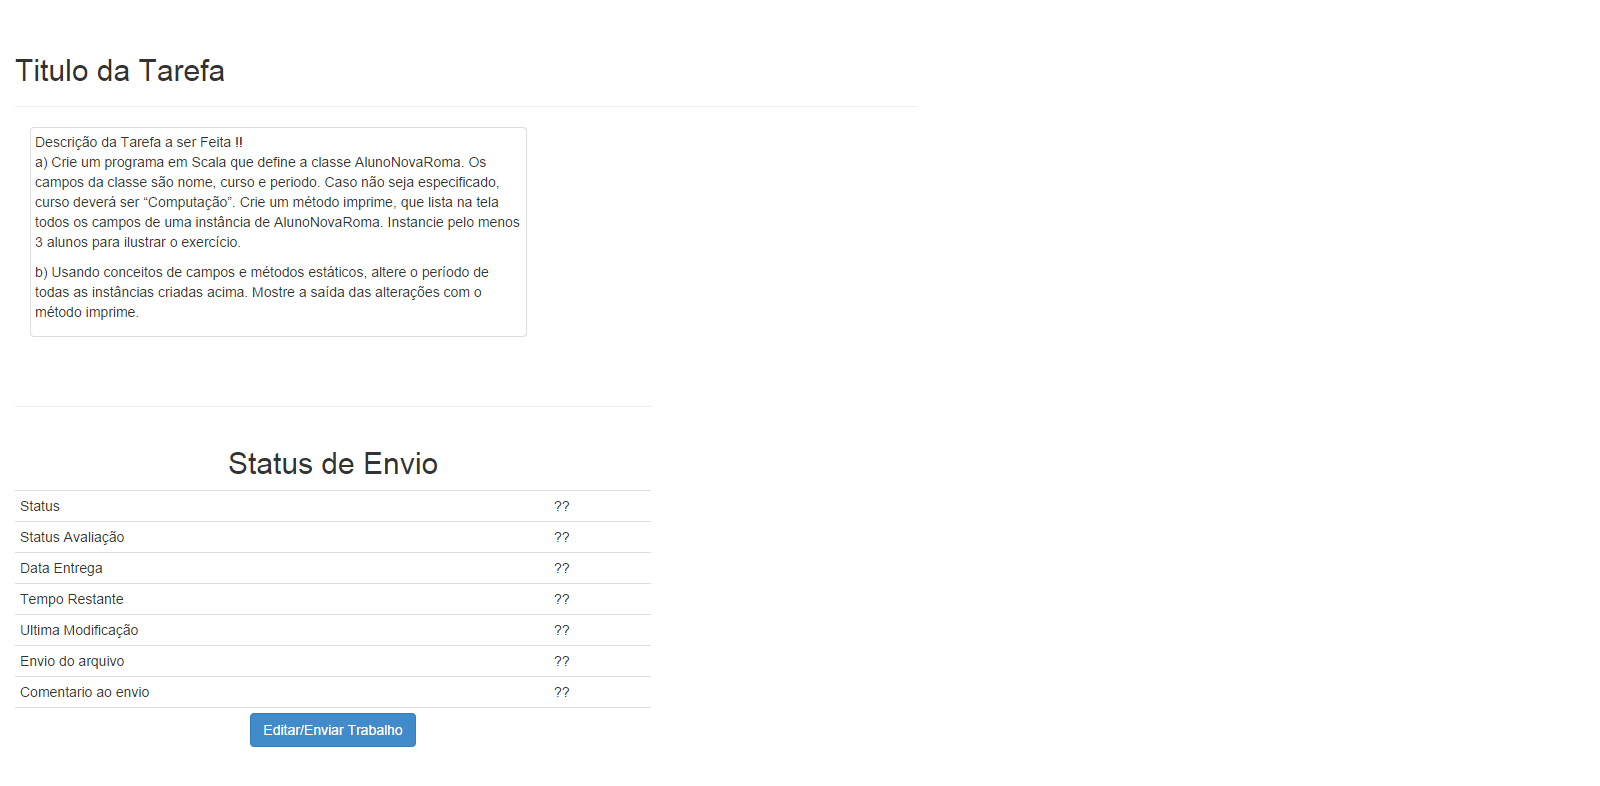 Titulo da Tarefa
Descrição da Tarefa a ser Feita !!
a) Crie um programa em Scala que define a classe AlunoNovaRoma. Os
campos da classe são nome, curso e periodo. Caso não seja especificado,
curso deverá ser “Computação”. Crie um método imprime, que lista na tela
todos os campos de uma instância de AlunoNovaRoma. Instancie pelo menos
3 alunos para ilustrar o exercício.
b) Usando conceitos de campos e métodos estáticos, altere o período de
todas as instâncias criadas acima. Mostre a saída das alterações com o
método imprime.
Status de Envio
Status ??
Status Avaliação ??
Data Entrega ??
Tempo Restante ??
Ultima Modificação ??
Envio do arquivo ??
Comentario ao envio ??
Editar/Enviar Trabalho